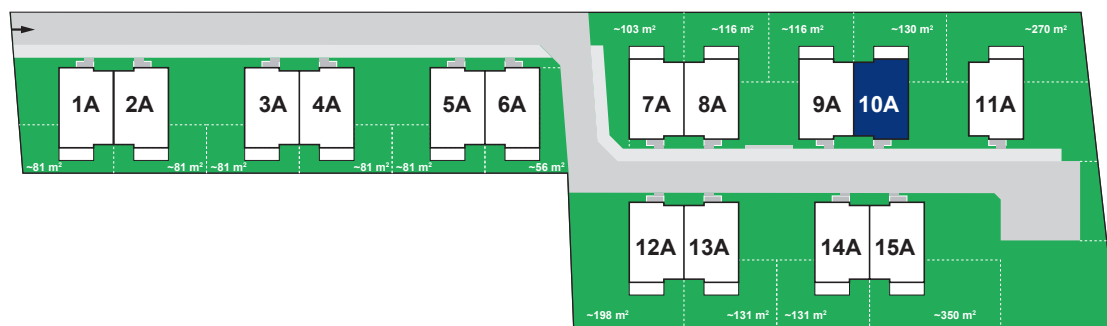 ~103 m²
~116 m²
~116 m²
~130 m²
~270 m²
1A
2A
3A
4A
5A
6A
7A
8A
9A
10A
11A
~81 m²
~81 m²
~81 m²
~81 m²
~81 m²
~56 m²
12A
13A
14A
15A
~198 m²
~131 m²
~131 m²
~350 m²